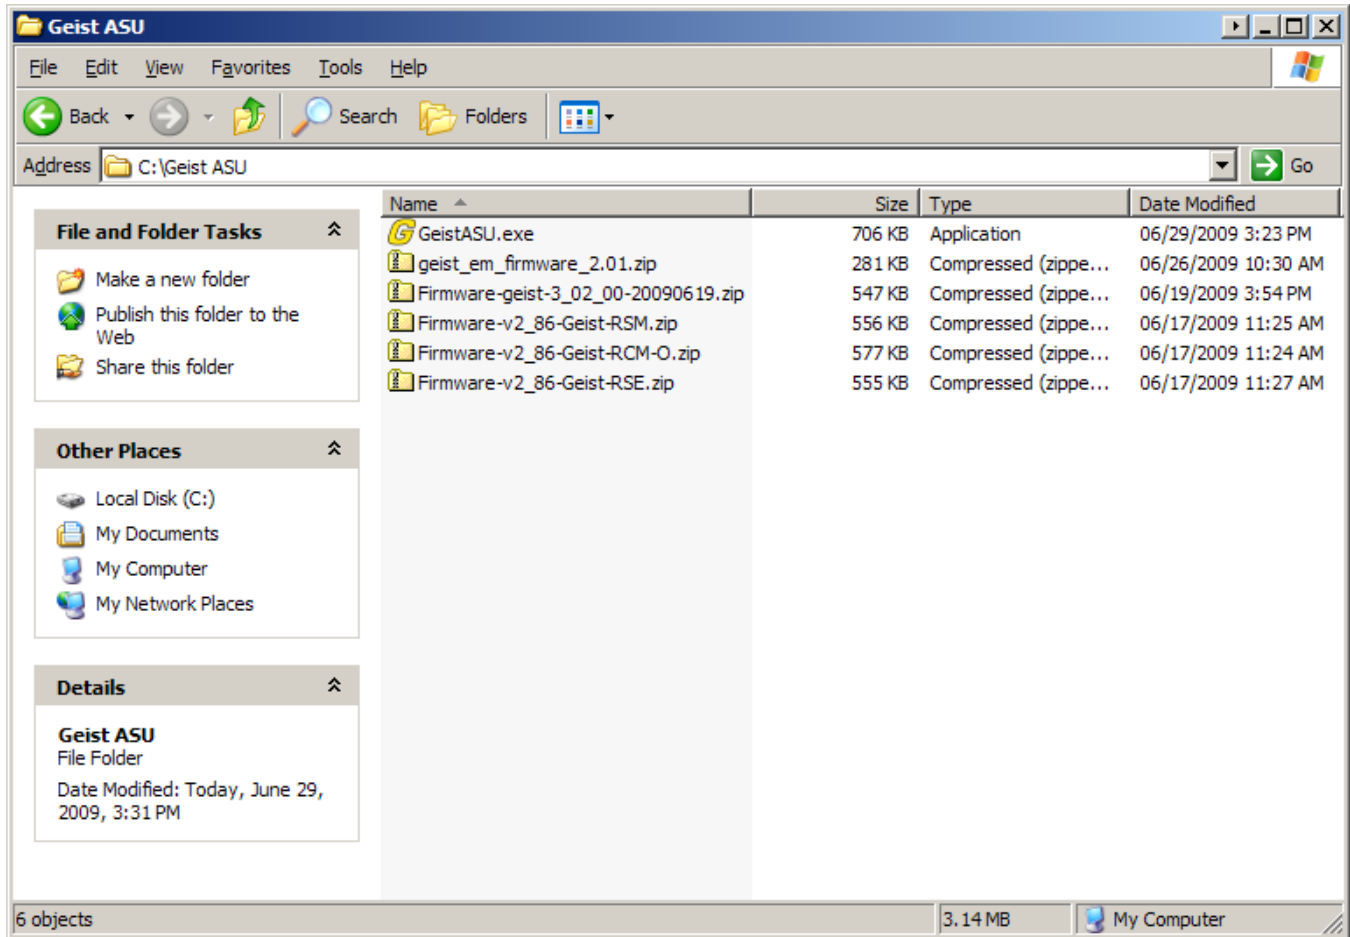 Geist ASU
File Edit View Favorites Tools Help
Back Search Folders
Address C:\Geist ASU Go
File and Folder Tasks
Make a new folder
Publish this folder to the
Web
Share this folder
Other Places
Local Disk (C:)
My Documents
My Computer
My Network Places
Details
Geist ASU
File Folder
Date Modified: Today, June 29,
2009, 3:31 PM
Name Size Type Date Modified
GeistASU.exe 706 KB Application 06/29/2009 3:23 PM
geist_em_firmware_2.01.zip 281 KB Compressed (zippe... 06/26/2009 10:30 AM
Firmware-geist-3_02_00-20090619.zip 547 KB Compressed (zippe... 06/19/2009 3:54 PM
Firmware-v2_86-Geist-RSM.zip 556 KB Compressed (zippe... 06/17/2009 11:25 AM
Firmware-v2_86-Geist-RCM-O.zip 577 KB Compressed (zippe... 06/17/2009 11:24 AM
Firmware-v2_86-Geist-RSE.zip 555 KB Compressed (zippe... 06/17/2009 11:27 AM
6 objects 3.14 MB My Computer